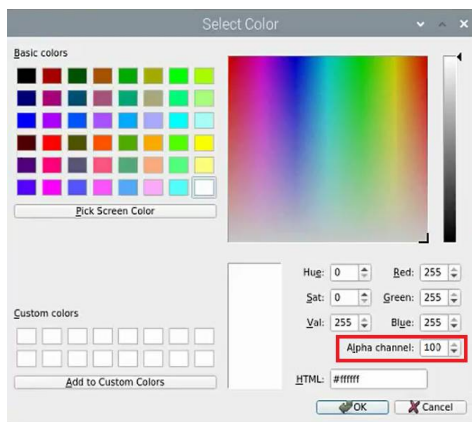 Select Color
Basic colors
Pick Screen Color
Hue: 0 Red: 255
Sat: 0 Green: 255
Custom colors
Val: 255 Blue: 255
Alpha channel: 100
Add to Custom Colors
HTML: #ffffff
OK Cancel